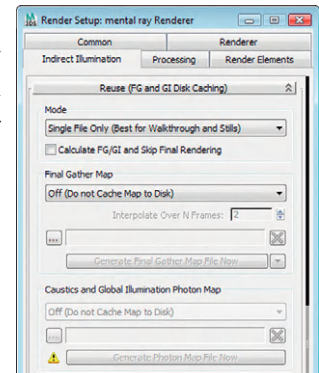 Render Setup: mental ray Renderer
Common Renderer
Indirect Illumination Processing Render Elements
Reuse (FG and GI Disk Caching)
Mode
Single File Only (Best for Walkthrough and Stills)
Calculate FG/GI and Skip Final Rendering
Final Gather Map
Off (Do not Cache Map to Disk)
Interpolate Over N Frames: 2
...
Generate Final Gather Map File Now
Caustics and Global Illumination Photon Map
Off (Do not Cache Map to Disk)
...
Generate Photon Map File Now